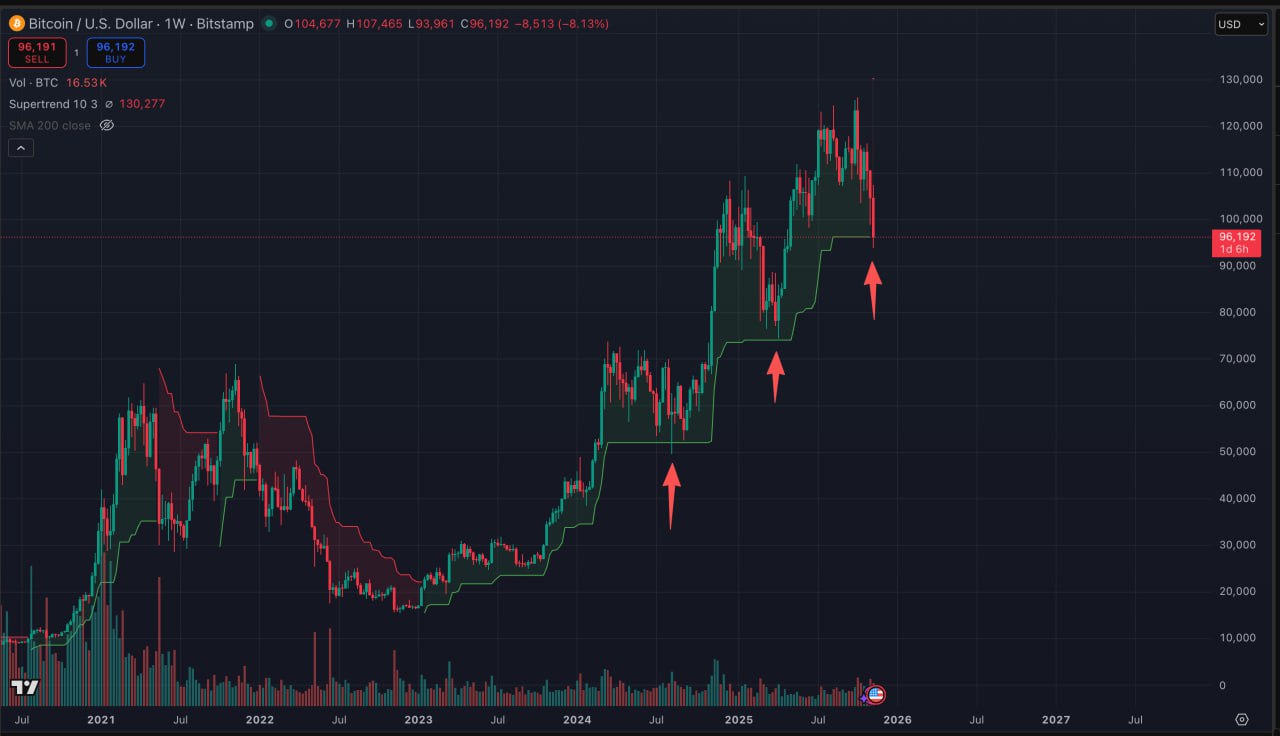 Bitcoin / U.S. Dollar · 1W · Bitstamp O104,677 H107,465 L93,961 C96,192 −8,513 (−8.13%)
USD
96,191
SELL
1
96,192
BUY
Vol · BTC 16.53K
Supertrend 10 3 ⌀ 130,277
SMA 200 close
130,000
120,000
110,000
100,000
96,192
1d 6h
90,000
80,000
70,000
60,000
50,000
40,000
30,000
20,000
10,000
0
Jul 2021 Jul 2022 Jul 2023 Jul 2024 Jul 2025 Jul 2026 Jul 2027 Jul